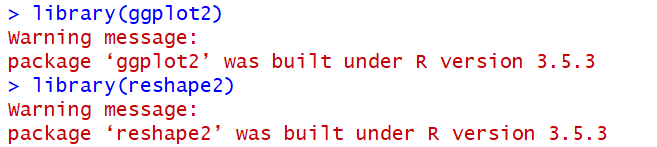 > library(ggplot2)
Warning message:
package ‘ggplot2’ was built under R version 3.5.3
> library(reshape2)
Warning message:
package ‘reshape2’ was built under R version 3.5.3